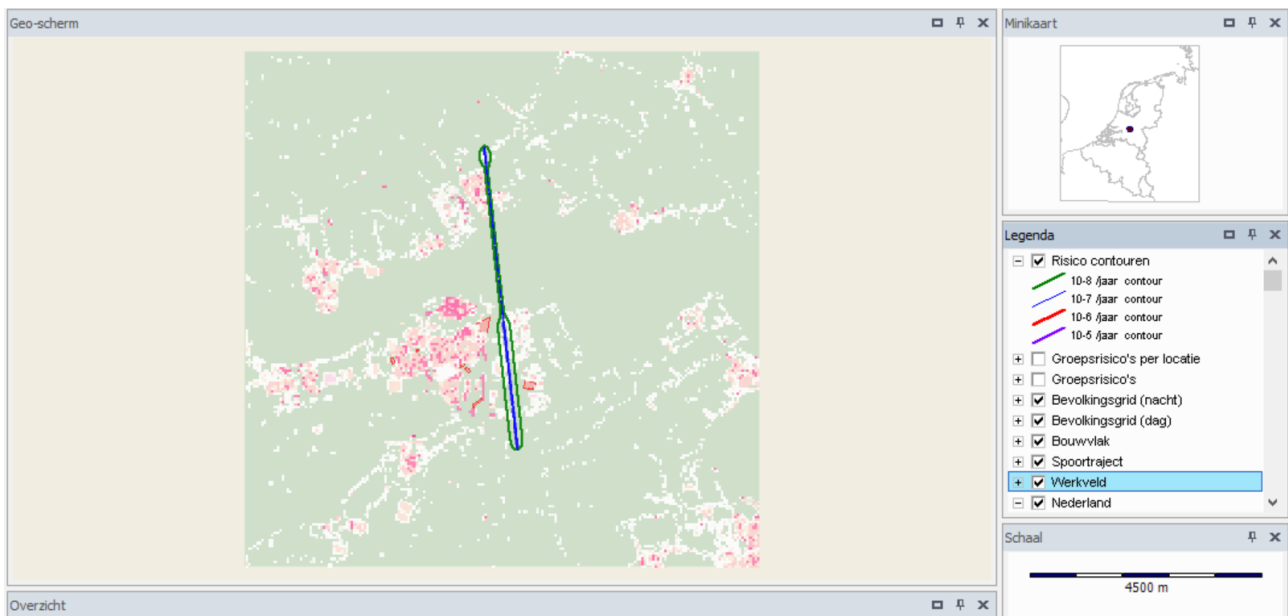 Geo-scherm
Minikaart
Legenda
Risico contouren
10-8 /jaar contour
10-7 /jaar contour
10-6 /jaar contour
10-5 /jaar contour
Groepsrisico's per locatie
Groepsrisico's
Bevolkingsgrid (nacht)
Bevolkingsgrid (dag)
Bouwvlak
Spoortraject
Werkveld
Nederland
Schaal
4500 m
Overzicht